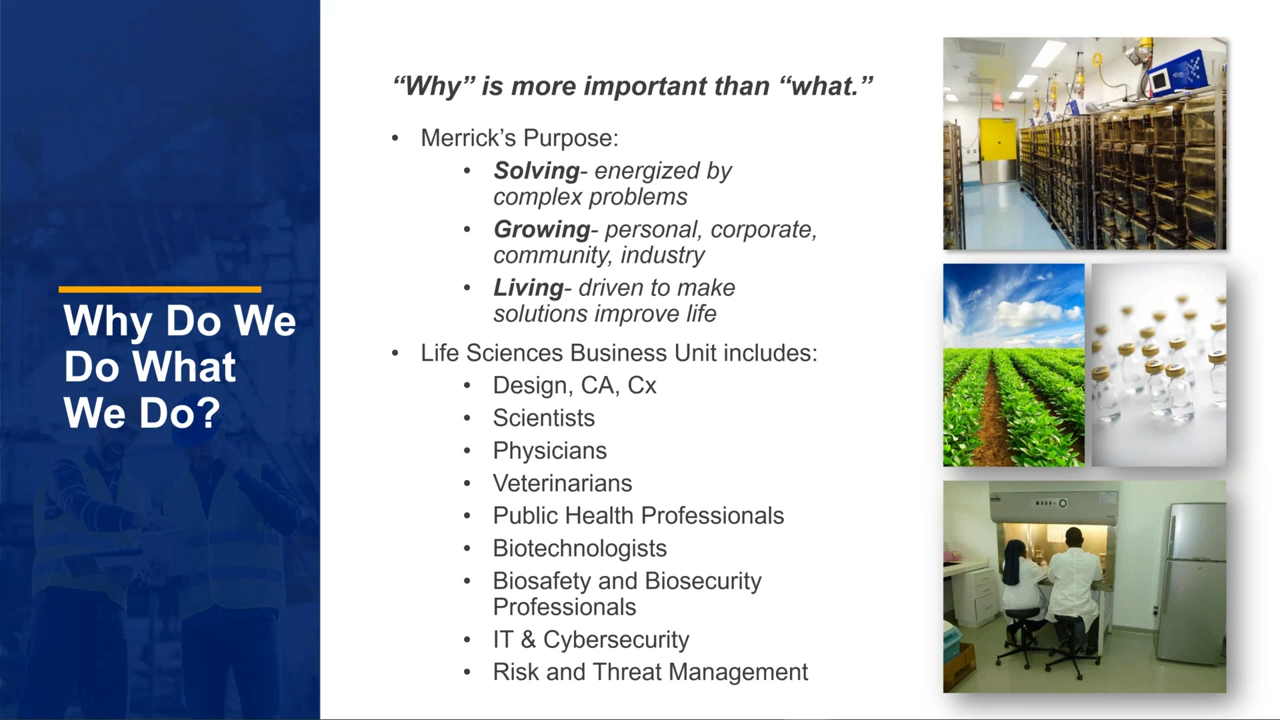 Why Do We
Do What
We Do?
“Why” is more important than “what.”
• Merrick’s Purpose:
• Solving- energized by
complex problems
• Growing- personal, corporate,
community, industry
• Living- driven to make
solutions improve life
• Life Sciences Business Unit includes:
• Design, CA, Cx
• Scientists
• Physicians
• Veterinarians
• Public Health Professionals
• Biotechnologists
• Biosafety and Biosecurity
Professionals
• IT & Cybersecurity
• Risk and Threat Management